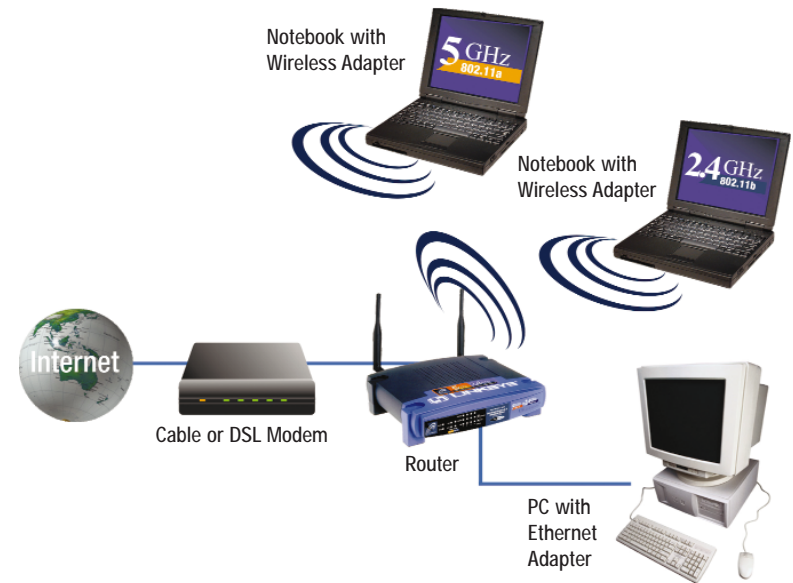 Notebook with
Wireless Adapter
5 GHz
802.11a
Notebook with
Wireless Adapter
2.4 GHz
802.11b
Internet
Cable or DSL Modem
LINKSYS
Router
PC with
Ethernet
Adapter